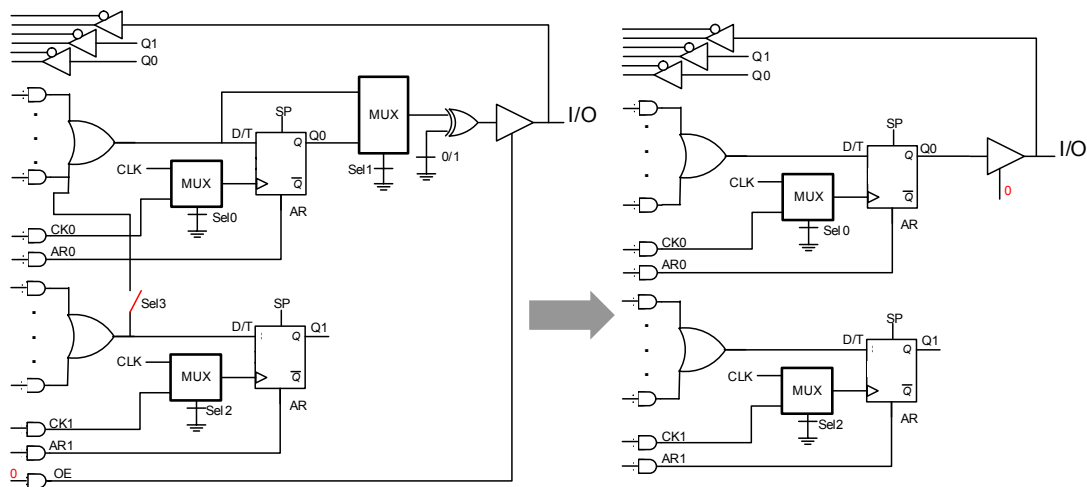 Q1
Q0
SP
D/T
Q
Q0
Q
AR
CLK
MUX
Sel0
MUX
Sel1
0/1
I/O
CK0
AR0
Sel3
SP
D/T
Q
Q1
Q
AR
CLK
MUX
Sel2
CK1
AR1
0
OE
Q1
Q0
SP
D/T
Q
Q0
Q
AR
CLK
MUX
Sel0
I/O
0
CK0
AR0
SP
D/T
Q
Q1
Q
AR
CLK
MUX
Sel2
CK1
AR1